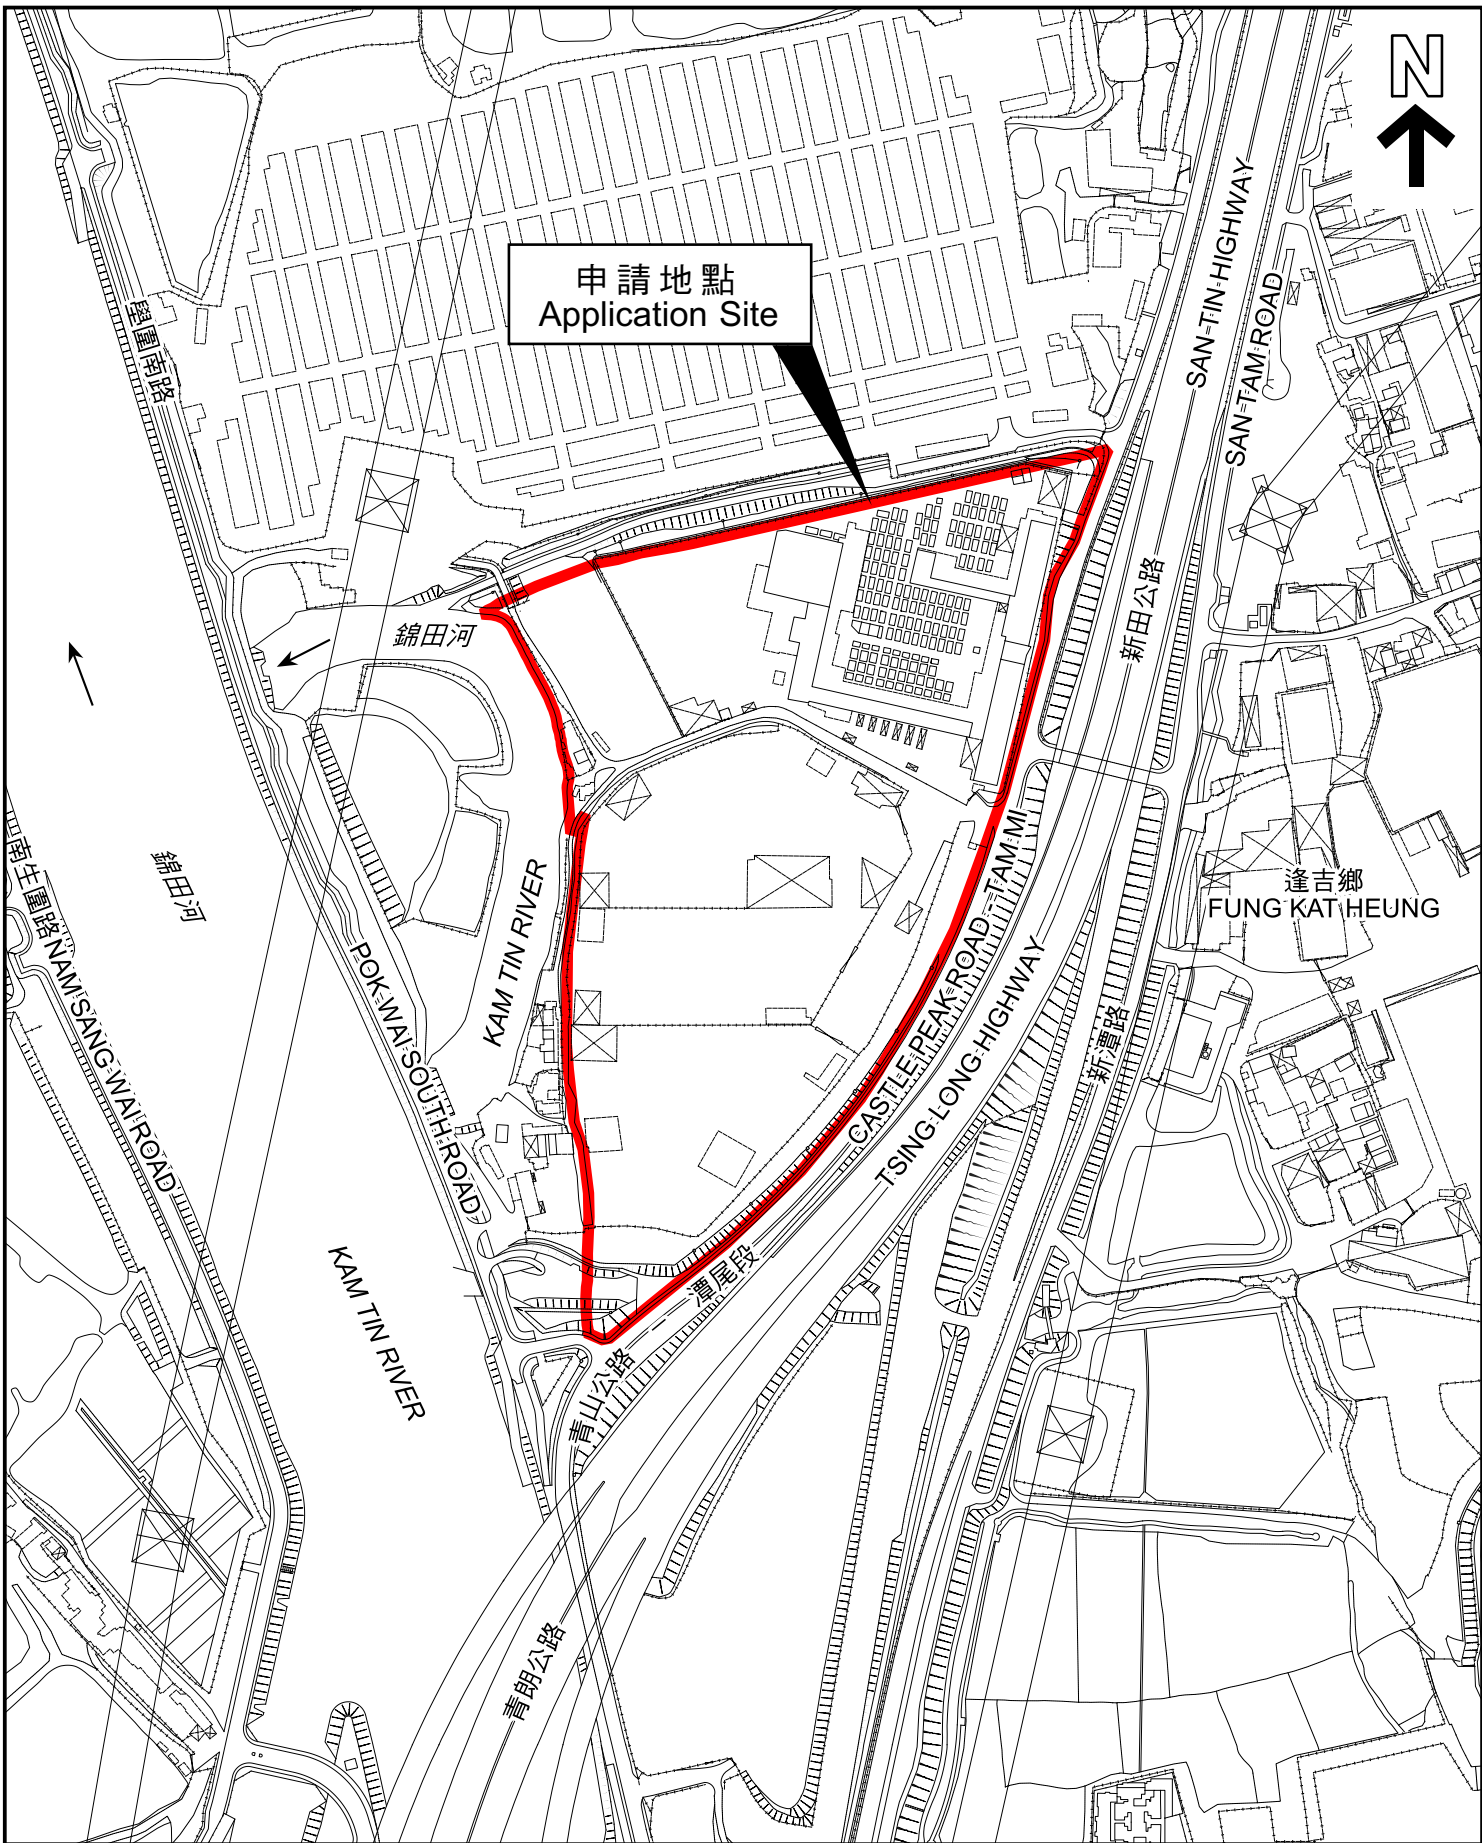 N
申請地點
Application Site
SAN TIN HIGHWAY
SAN TAM ROAD
壆圍南路
新田公路
錦田河
錦田河
南生圍路
NAM SANG WAI ROAD
POK WAI SOUTH ROAD
KAM TIN RIVER
CASTLE PEAK ROAD - TAM MI
TSING LONG HIGHWAY
逢吉鄉
FUNG KAT HEUNG
新潭路
KAM TIN RIVER
青山公路 — 潭尾段
青朗公路